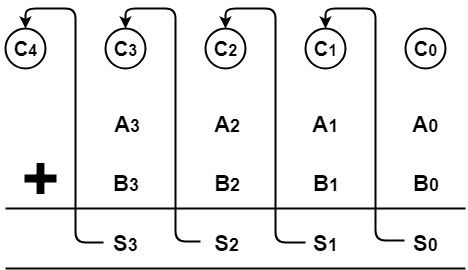 C4 C3 C2 C1 C0
A3 A2 A1 A0
+ B3 B2 B1 B0
S3 S2 S1 S0